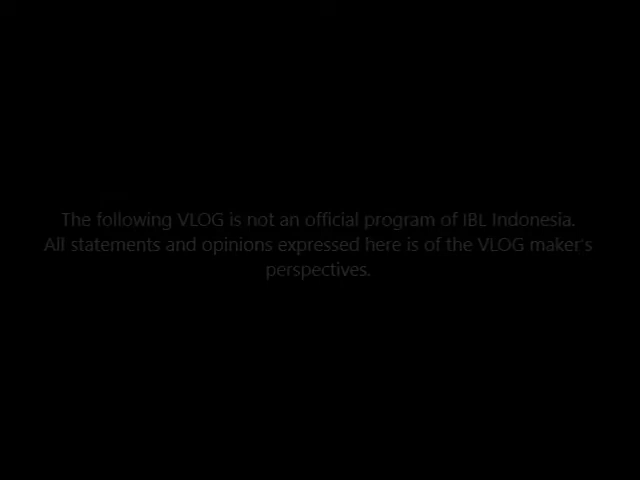 The following VLOG is not an official program of IBL Indonesia.
All statements and opinions expressed here is of the VLOG maker's
perspectives.